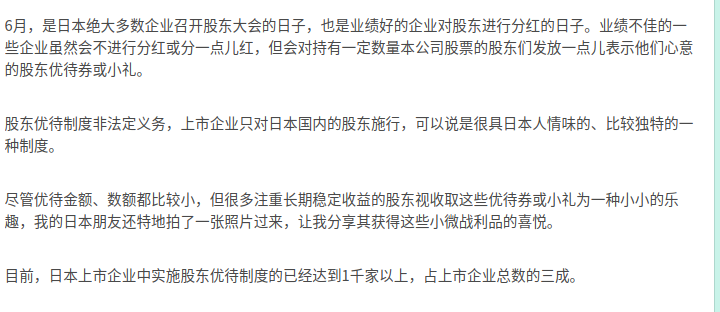 6月，是日本绝大多数企业召开股东大会的日子，也是业绩好的企业对股东进行分红的日子。业绩不佳的一
些企业虽然会不进行分红或分一点儿红，但会对持有一定数量本公司股票的股东们发放一点儿表示他们心意
的股东优待券或小礼。
股东优待制度非法定义务，上市企业只对日本国内的股东施行，可以说是很具日本人情味的、比较独特的一
种制度。
尽管优待金额、数额都比较小，但很多注重长期稳定收益的股东视收取这些优待券或小礼为一种小小的乐
趣，我的日本朋友还特地拍了一张照片过来，让我分享其获得这些小微战利品的喜悦。
目前，日本上市企业中实施股东优待制度的已经达到1千家以上，占上市企业总数的三成。